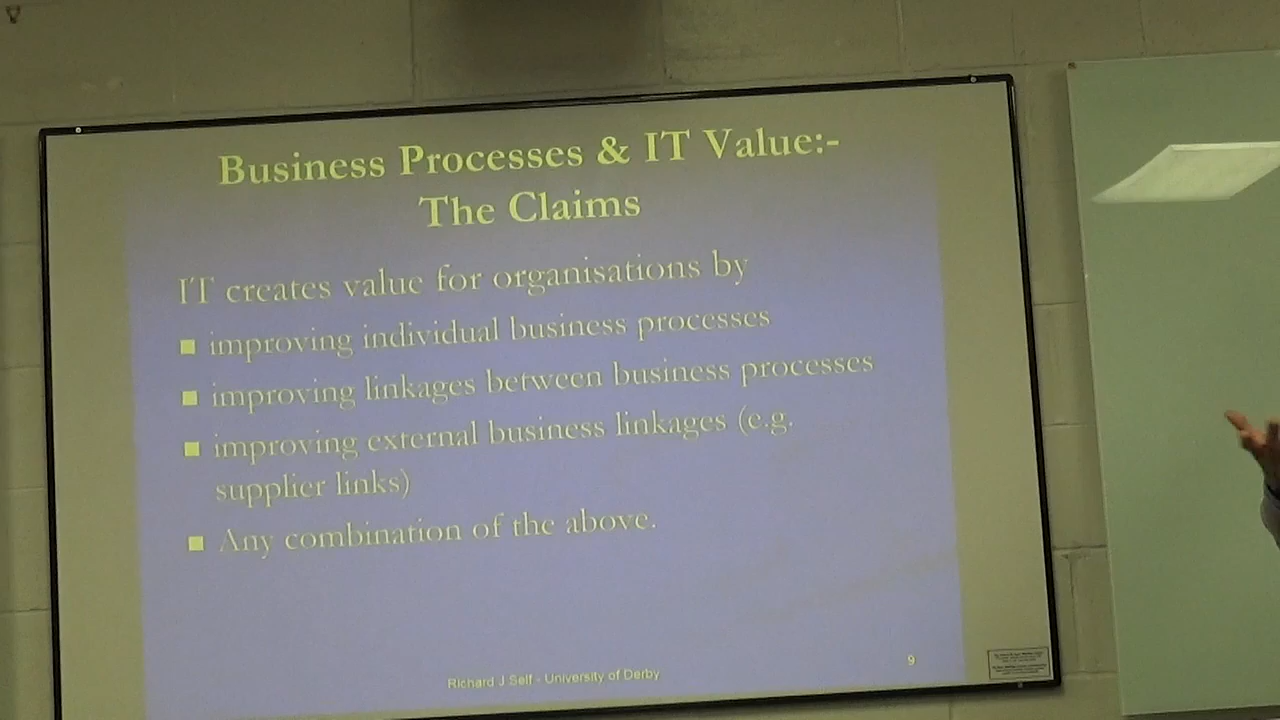 Business Processes & IT Value:-
The Claims
IT creates value for organisations by
■ improving individual business processes
■ improving linkages between business processes
■ improving external business linkages (e.g.
supplier links)
■ Any combination of the above.
Richard J Self - University of Derby
9